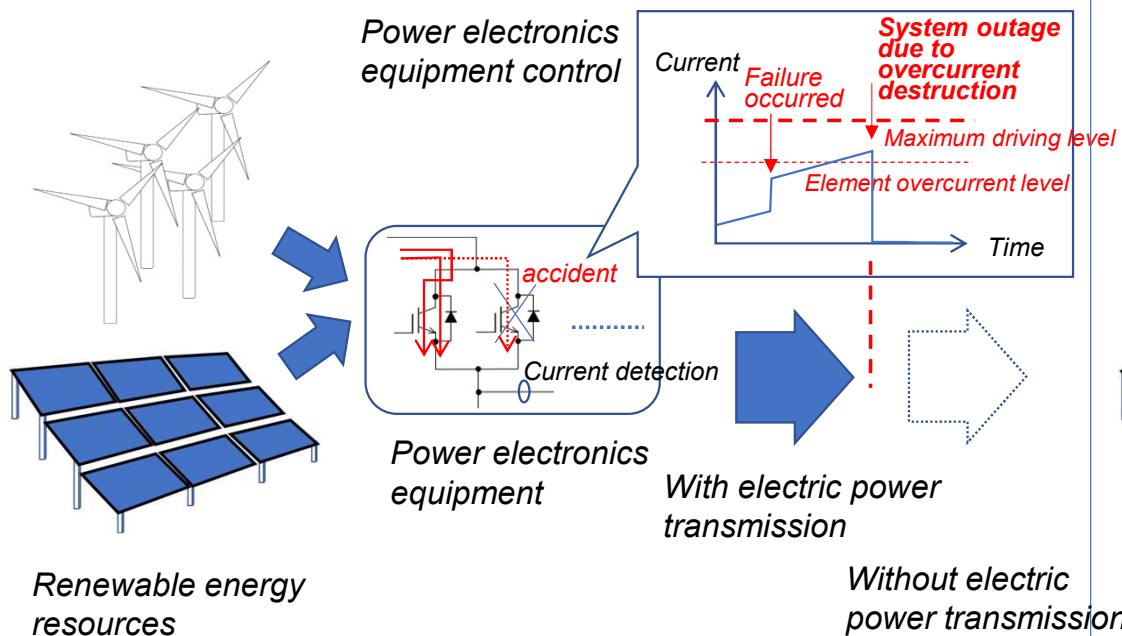 Power electronics
equipment control
System outage
due to
overcurrent
destruction
Current
Failure
occurred
Maximum driving level
Element overcurrent level
Time
accident
Current detection
Power electronics
equipment
With electric power
transmission
Renewable energy
resources
Without electric
power transmission